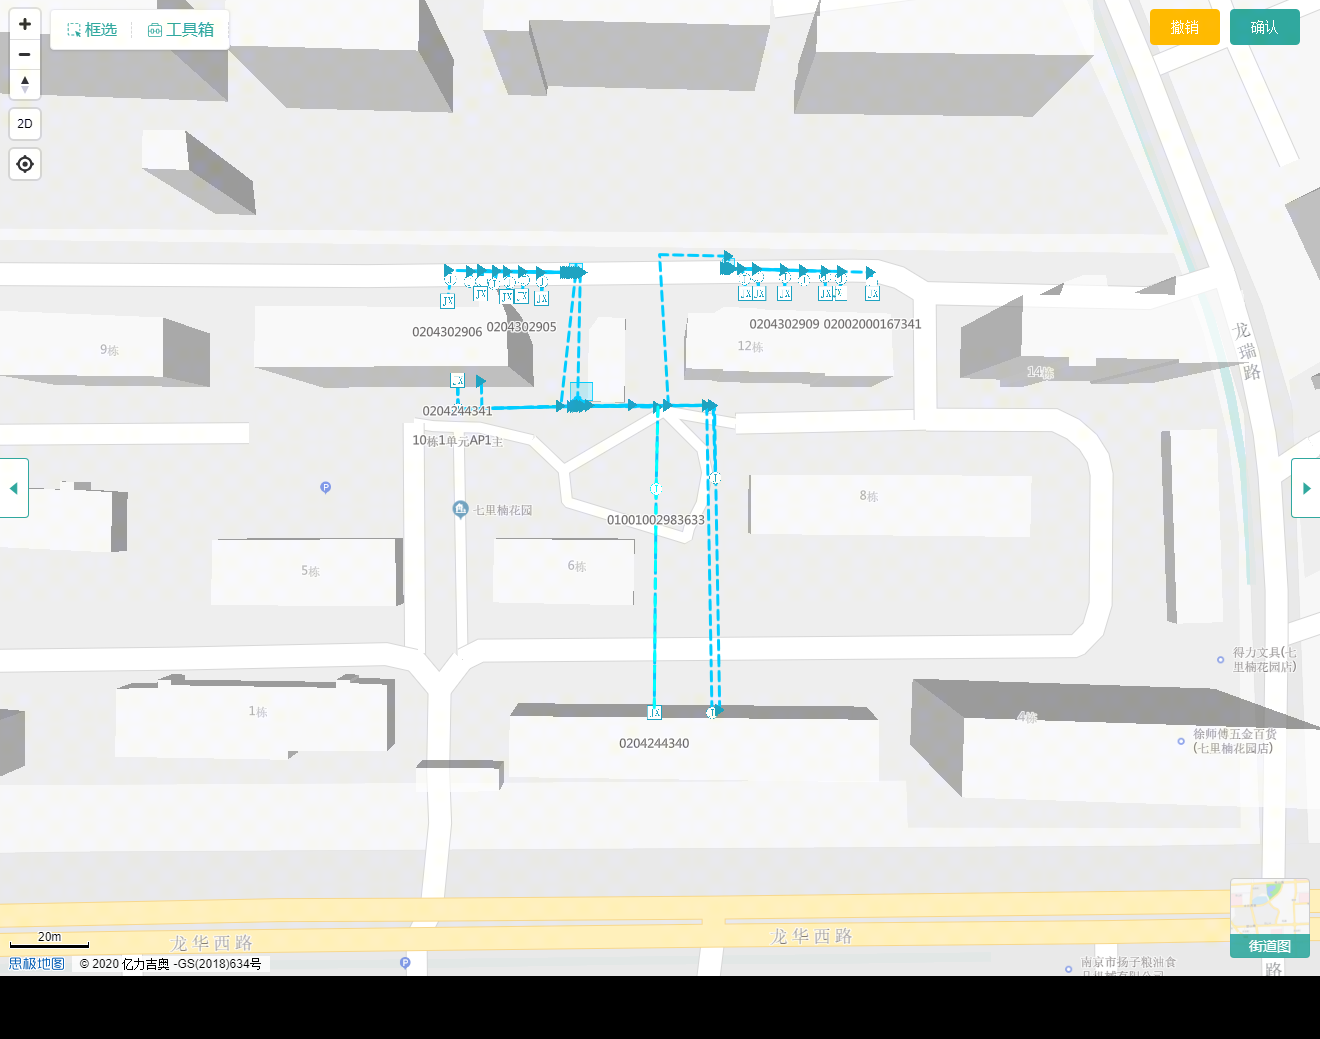 框选
工具箱
撤销
确认
2D
0204302906
0204302905
0204302909
02002000167341
9栋
12栋
14栋
龙瑞路
JX
0204244341
10栋1单元AP1主
七里楠花园
01001002983633
8栋
5栋
6栋
得力文具(七
里楠花园店)
1栋
4栋
徐师傅五金百货
(七里楠花园店)
JX
0204244340
龙华西路
龙华西路
20m
思极地图
© 2020 亿力吉奥 -GS(2018)634号
街道图
路
南京市扬子粮油食